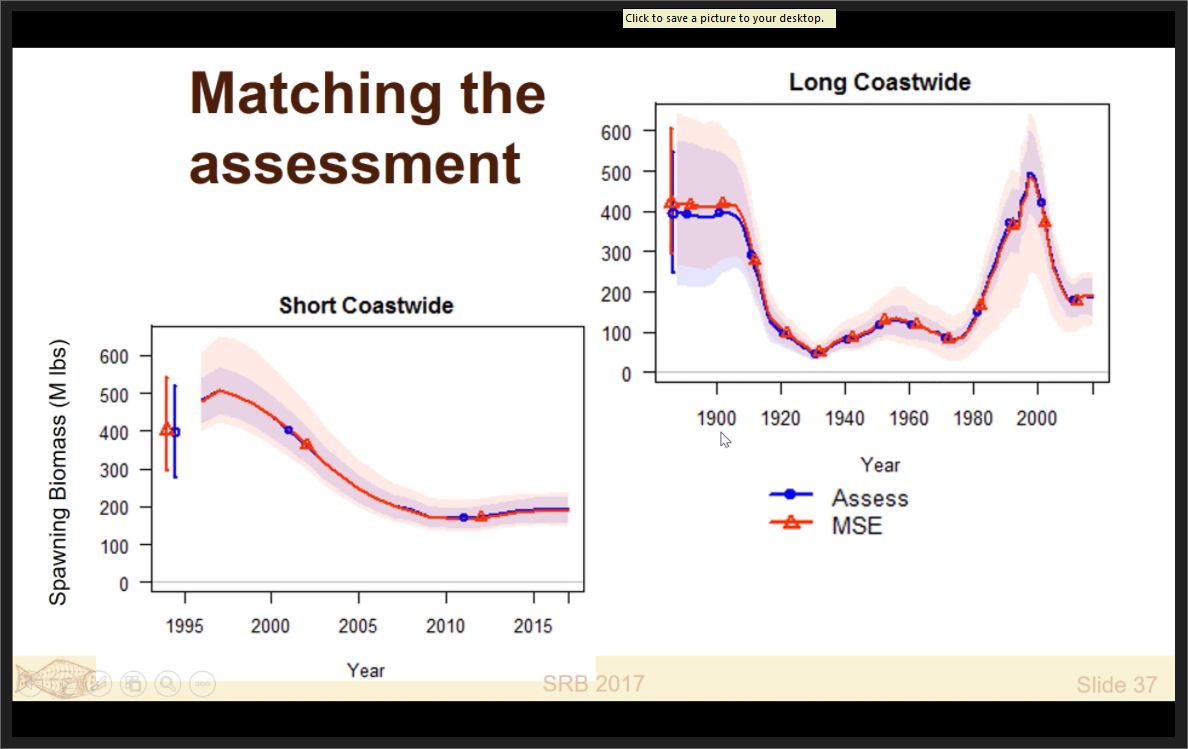 Click to save a picture to your desktop.
Matching the
assessment
Long Coastwide
600
500
400
300
200
100
0
1900 1920 1940 1960 1980 2000
Year
Assess
MSE
Short Coastwide
Spawning Biomass (M lbs)
600
500
400
300
200
100
0
1995 2000 2005 2010 2015
Year
SRB 2017
Slide 37